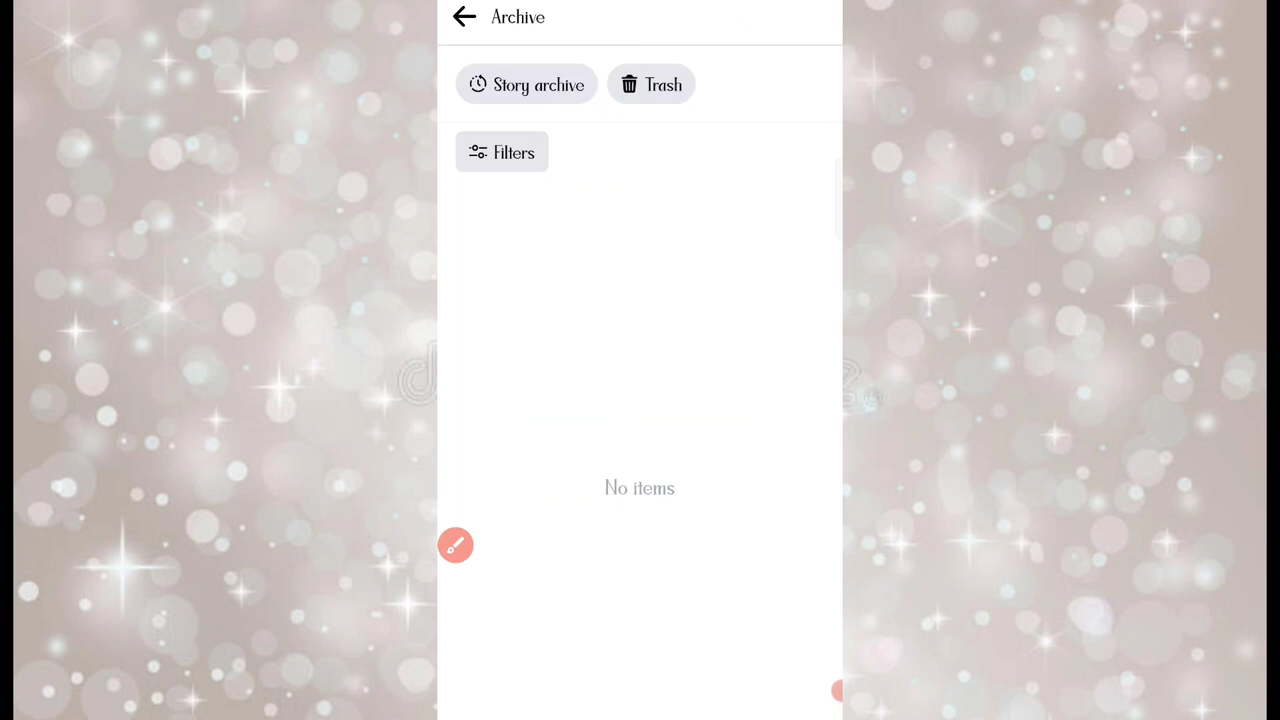 Archive
Story archive
Trash
Filters
No items